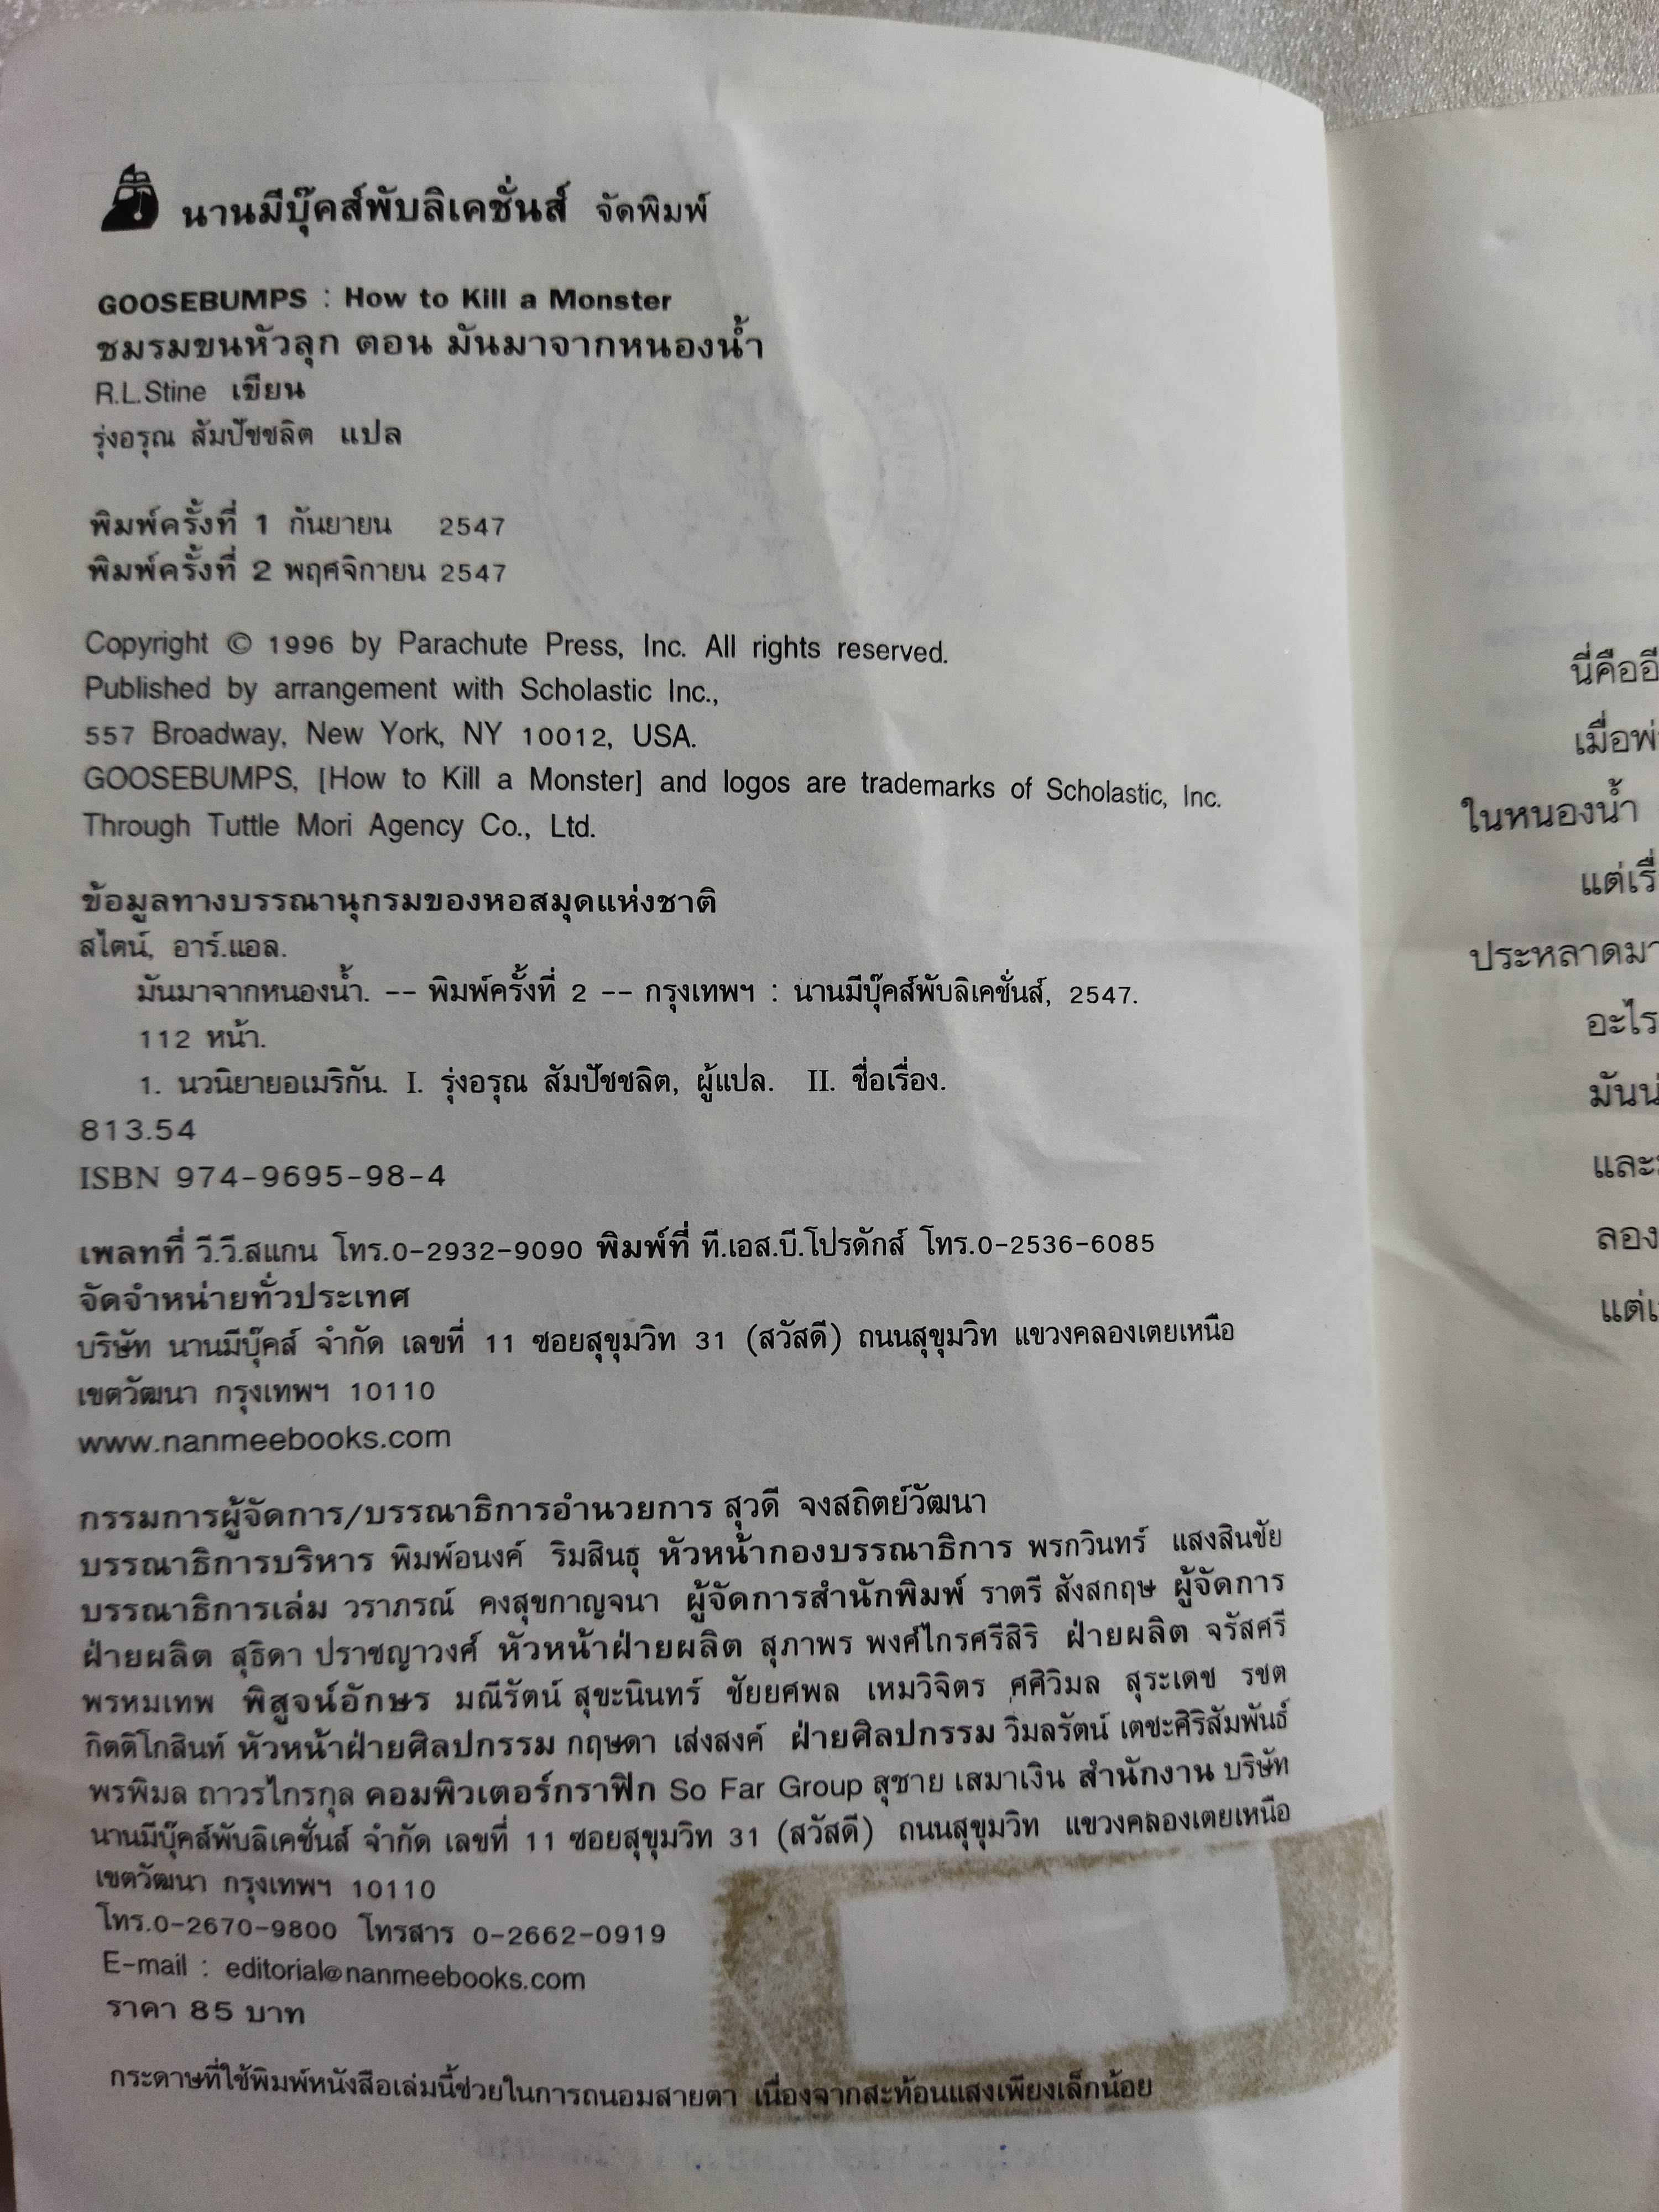 นานมีบุ๊คส์พับลิเคชั่นส์ จัดพิมพ์
GOOSEBUMPS : How to Kill a Monster
ชมรมขนหัวลุก ตอน มันมาจากหนองน้ำ
R.L.Stine เขียน
รุ่งอรุณ สัมปัชชลิต แปล
พิมพ์ครั้งที่ 1 กันยายน 2547
พิมพ์ครั้งที่ 2 พฤศจิกายน 2547
Copyright © 1996 by Parachute Press, Inc. All rights reserved.
Published by arrangement with Scholastic Inc.,
557 Broadway, New York, NY 10012, USA.
GOOSEBUMPS, [How to Kill a Monster] and logos are trademarks of Scholastic, Inc.
Through Tuttle Mori Agency Co., Ltd.
ข้อมูลทางบรรณานุกรมของหอสมุดแห่งชาติ
สไตน์, อาร์.แอล.
มันมาจากหนองน้ำ. -- พิมพ์ครั้งที่ 2 -- กรุงเทพฯ : นานมีบุ๊คส์พับลิเคชั่นส์, 2547.
112 หน้า.
1. นวนิยายอเมริกัน. I. รุ่งอรุณ สัมปัชชลิต, ผู้แปล. II. ชื่อเรื่อง.
813.54
ISBN 974-9695-98-4
เพลทที่ วี.วี.สแกน โทร.0-2932-9090 พิมพ์ที่ ที.เอส.บี.โปรดักส์ โทร.0-2536-6085
จัดจำหน่ายทั่วประเทศ
บริษัท นานมีบุ๊คส์ จำกัด เลขที่ 11 ซอยสุขุมวิท 31 (สวัสดี) ถนนสุขุมวิท แขวงคลองเตยเหนือ
เขตวัฒนา กรุงเทพฯ 10110
www.nanmeebooks.com
กรรมการผู้จัดการ/บรรณาธิการอำนวยการ สุวดี จงสถิตย์วัฒนา
บรรณาธิการบริหาร พิมพ์อนงค์ ริมสินธุ หัวหน้ากองบรรณาธิการ พรกวินทร์ แสงสินชัย
บรรณาธิการเล่ม วราภรณ์ คงสุขกาญจนา ผู้จัดการสำนักพิมพ์ ราตรี สังสกฤษ ผู้จัดการ
ฝ่ายผลิต สุธิดา ปราชญาวงศ์ หัวหน้าฝ่ายผลิต สุภาพร พงศ์ไกรศรีสิริ ฝ่ายผลิต จรัสศรี
พรหมเทพ พิสูจน์อักษร มณีรัตน์ สุขะนินทร์ ชัยยศพล เหมวิจิตร ศศิวิมล สุระเดช รชต
กิตติโกสินท์ หัวหน้าฝ่ายศิลปกรรม กฤษดา เส่งสงค์ ฝ่ายศิลปกรรม วิมลรัตน์ เตชะศิริสัมพันธ์
พรพิมล ถาวรไกรกุล คอมพิวเตอร์กราฟิก So Far Group สุชาย เสมาเงิน สำนักงาน บริษัท
นานมีบุ๊คส์พับลิเคชั่นส์ จำกัด เลขที่ 11 ซอยสุขุมวิท 31 (สวัสดี) ถนนสุขุมวิท แขวงคลองเตยเหนือ
เขตวัฒนา กรุงเทพฯ 10110
โทร.0-2670-9800 โทรสาร 0-2662-0919
E-mail : editorial@nanmeebooks.com
ราคา 85 บาท
กระดาษที่ใช้พิมพ์หนังสือเล่มนี้ช่วยในการถนอมสายตา เนื่องจากสะท้อนแสงเพียงเล็กน้อย
นี่คือ
ในหนองน้ำ
อะไร